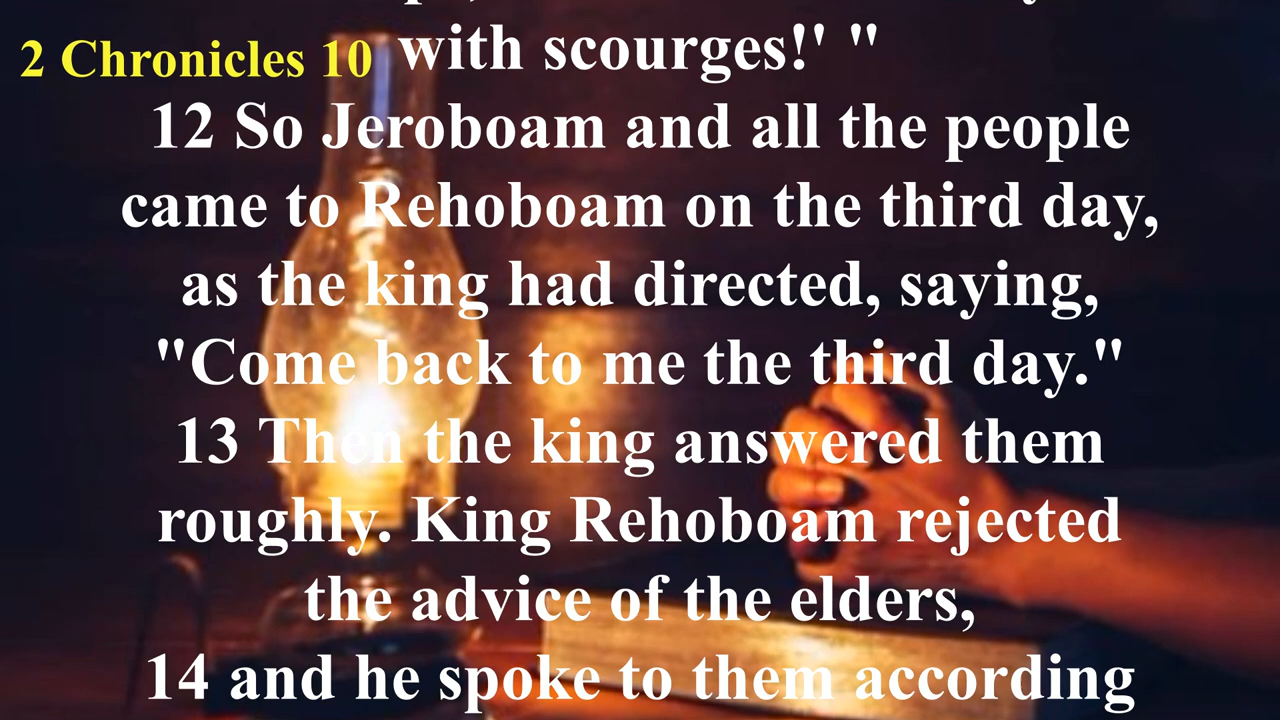 2 Chronicles 10
with scourges!' "
12 So Jeroboam and all the people
came to Rehoboam on the third day,
as the king had directed, saying,
"Come back to me the third day."
13 Then the king answered them
roughly. King Rehoboam rejected
the advice of the elders,
14 and he spoke to them according